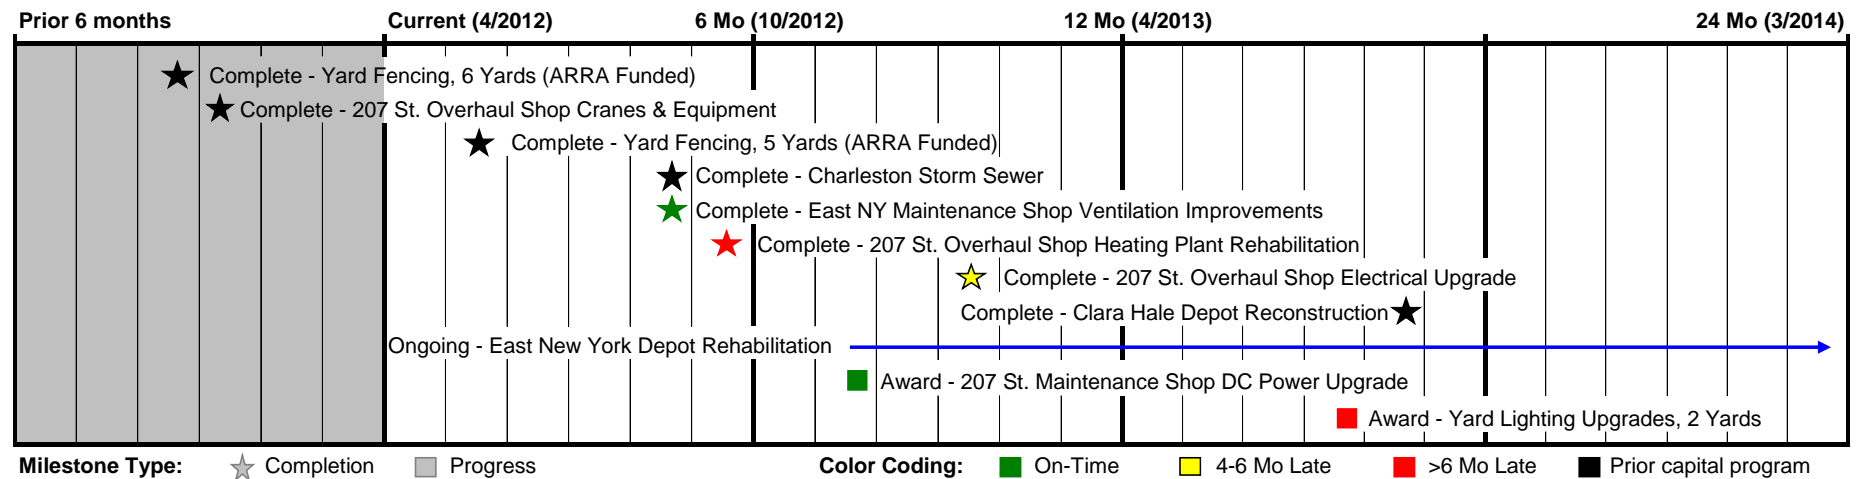 Prior 6 months Current (4/2012) 6 Mo (10/2012) 12 Mo (4/2013) 24 Mo (3/2014)
Complete - Yard Fencing, 6 Yards (ARRA Funded)
Complete - 207 St. Overhaul Shop Cranes & Equipment
Complete - Yard Fencing, 5 Yards (ARRA Funded)
Complete - Charleston Storm Sewer
Complete - East NY Maintenance Shop Ventilation Improvements
Complete - 207 St. Overhaul Shop Heating Plant Rehabilitation
Complete - 207 St. Overhaul Shop Electrical Upgrade
Complete - Clara Hale Depot Reconstruction
Ongoing - East New York Depot Rehabilitation
Award - 207 St. Maintenance Shop DC Power Upgrade
Award - Yard Lighting Upgrades, 2 Yards
Milestone Type: Completion Progress Color Coding: On-Time 4-6 Mo Late >6 Mo Late Prior capital program